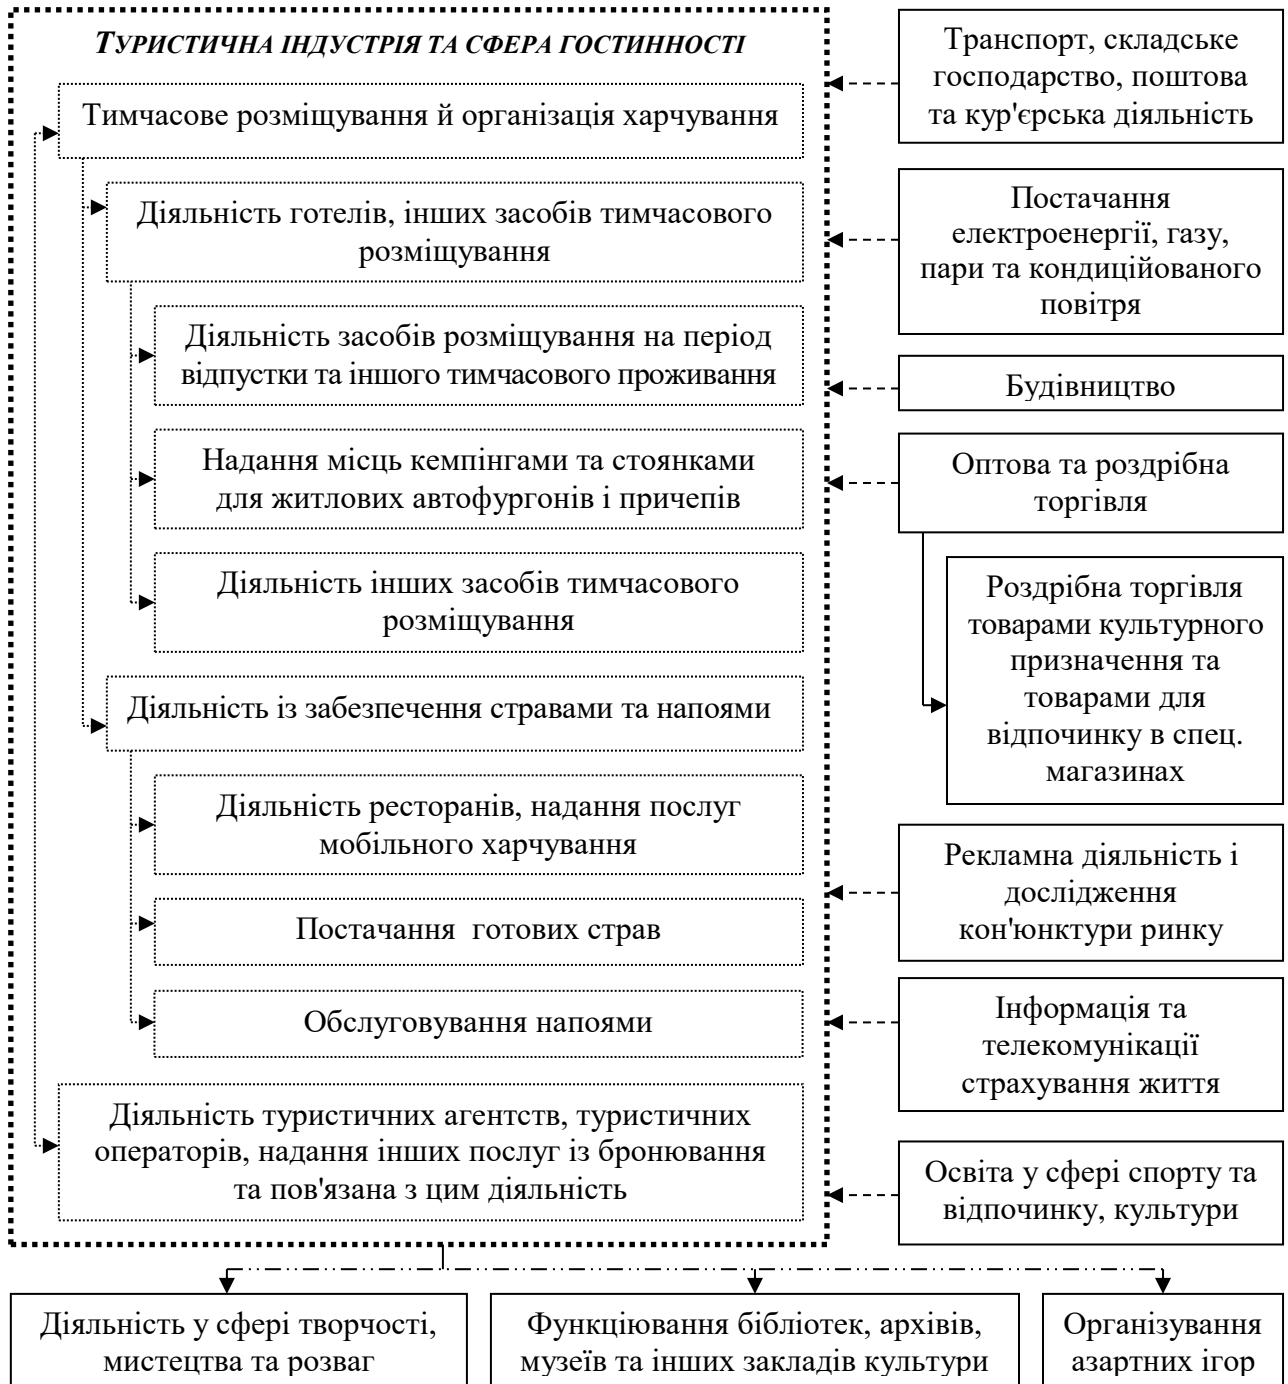 ТУРИСТИЧНА ІНДУСТРІЯ ТА СФЕРА ГОСТИННОСТІ
Тимчасове розміщування й організація харчування
Діяльність готелів, інших засобів тимчасового
розміщування
Діяльність засобів розміщування на період
відпустки та іншого тимчасового проживання
Надання місць кемпінгами та стоянками
для житлових автофургонів і причепів
Діяльність інших засобів тимчасового
розміщування
Діяльність із забезпечення стравами та напоями
Діяльність ресторанів, надання послуг
мобільного харчування
Постачання готових страв
Обслуговування напоями
Діяльність туристичних агентств, туристичних
операторів, надання інших послуг із бронювання
та пов'язана з цим діяльність
Транспорт, складське
господарство, поштова
та кур'єрська діяльність
Постачання
електроенергії, газу,
пари та кондиційованого
повітря
Будівництво
Оптова та роздрібна
торгівля
Роздрібна торгівля
товарами культурного
призначення та
товарами для
відпочинку в спец.
магазинах
Рекламна діяльність і
дослідження
кон'юнктури ринку
Інформація та
телекомунікації
страхування життя
Освіта у сфері спорту та
відпочинку, культури
Діяльність у сфері творчості,
мистецтва та розваг
Функціювання бібліотек, архівів,
музеїв та інших закладів культури
Організування
азартних ігор